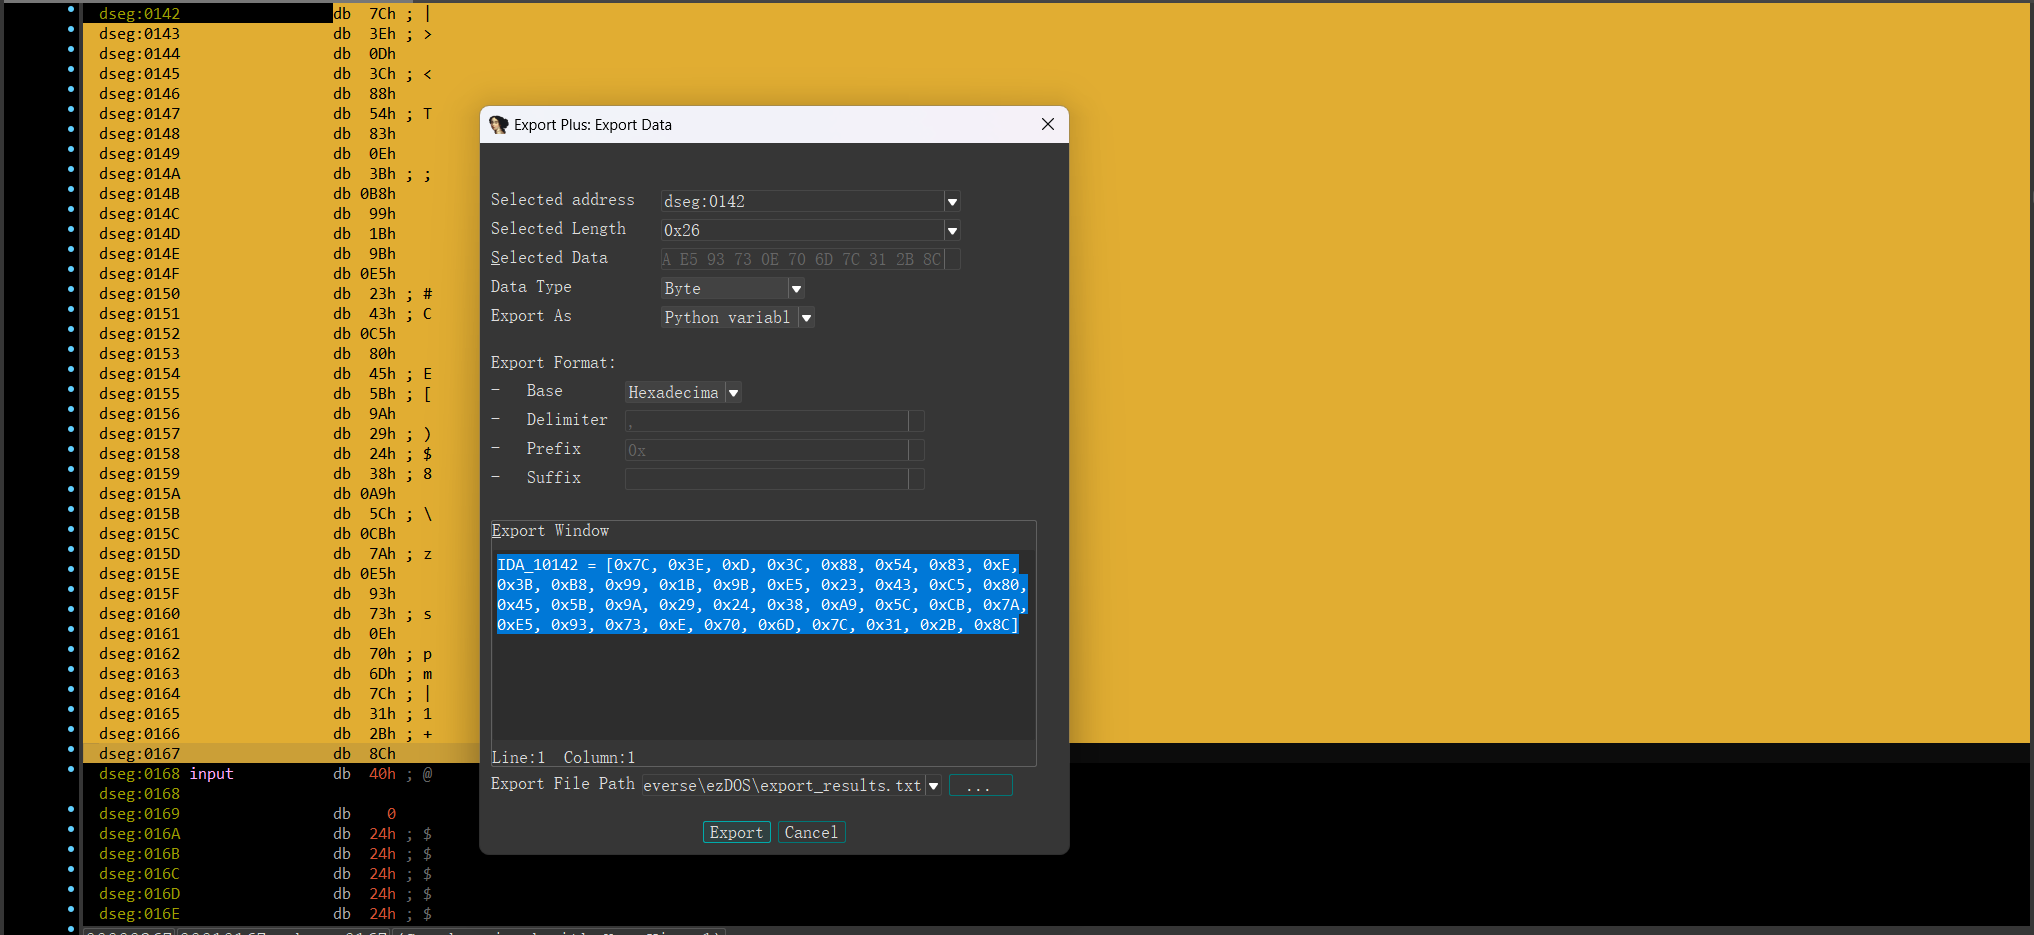 dseg:0142 db 7Ch ; |
dseg:0143 db 3Eh ; >
dseg:0144 db 0Dh
dseg:0145 db 3Ch ; <
dseg:0146 db 88h
dseg:0147 db 54h ; T
dseg:0148 db 83h
dseg:0149 db 0Eh
dseg:014A db 3Bh ; ;
dseg:014B db 0B8h
dseg:014C db 99h
dseg:014D db 1Bh
dseg:014E db 9Bh
dseg:014F db 0E5h
dseg:0150 db 23h ; #
dseg:0151 db 43h ; C
dseg:0152 db 0C5h
dseg:0153 db 80h
dseg:0154 db 45h ; E
dseg:0155 db 5Bh ; [
dseg:0156 db 9Ah
dseg:0157 db 29h ; )
dseg:0158 db 24h ; $
dseg:0159 db 38h ; 8
dseg:015A db 0A9h
dseg:015B db 5Ch ; \
dseg:015C db 0CBh
dseg:015D db 7Ah ; z
dseg:015E db 0E5h
dseg:015F db 93h
dseg:0160 db 73h ; s
dseg:0161 db 0Eh
dseg:0162 db 70h ; p
dseg:0163 db 6Dh ; m
dseg:0164 db 7Ch ; |
dseg:0165 db 31h ; 1
dseg:0166 db 2Bh ; +
dseg:0167 db 8Ch
dseg:0168 input db 40h ; @
dseg:0168
dseg:0169 db 0
dseg:016A db 24h ; $
dseg:016B db 24h ; $
dseg:016C db 24h ; $
dseg:016D db 24h ; $
dseg:016E db 24h ; $
Export Plus: Export Data
Selected address dseg:0142
Selected Length 0x26
Selected Data A E5 93 73 0E 70 6D 7C 31 2B 8C
Data Type Byte
Export As Python variabl
Export Format:
- Base Hexadecima
- Delimiter ,
- Prefix 0x
- Suffix
Export Window
IDA_10142 = [0x7C, 0x3E, 0xD, 0x3C, 0x88, 0x54, 0x83, 0xE,
0x3B, 0xB8, 0x99, 0x1B, 0x9B, 0xE5, 0x23, 0x43, 0xC5, 0x80,
0x45, 0x5B, 0x9A, 0x29, 0x24, 0x38, 0xA9, 0x5C, 0xCB, 0x7A,
0xE5, 0x93, 0x73, 0xE, 0x70, 0x6D, 0x7C, 0x31, 0x2B, 0x8C]
Line:1 Column:1
Export File Path everse\ezDOS\export_results.txt ...
Export Cancel